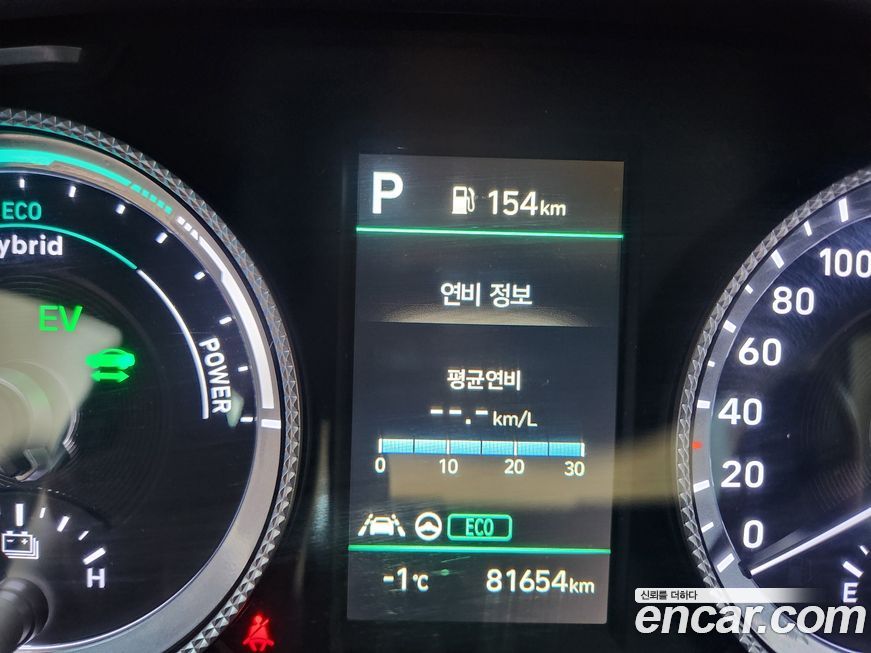 P 154km
연비 정보
평균연비
--.- km/L
0 10 20 30
ECO
-1℃ 81654km
ECO
EV
POWER
H
100
80
60
40
20
0
E
신뢰를 더하다
encar.com